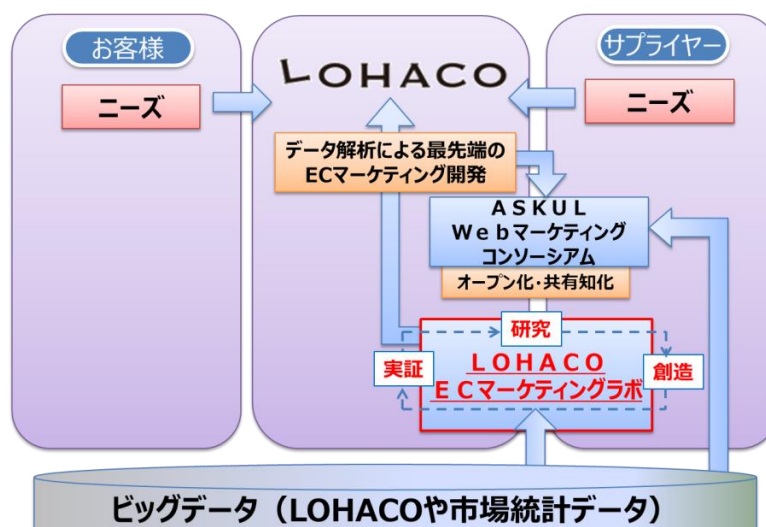 お客様
サプライヤー
LOHACO
ニーズ
ニーズ
データ解析による最先端の
ECマーケティング開発
ASKUL
Webマーケティング
コンソーシアム
オープン化・共有知化
研究
実証
LOHACO
ECマーケティングラボ
創造
ビッグデータ(LOHACOや市場統計データ)